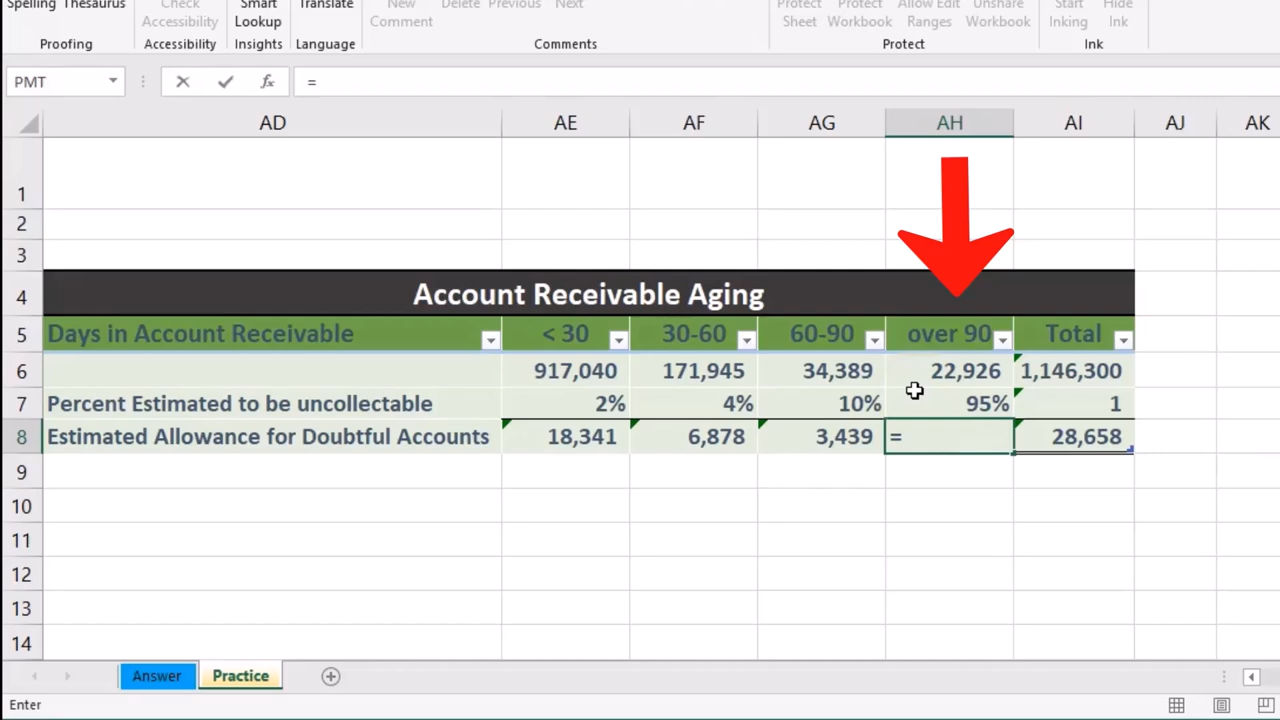 Spelling Thesaurus Check Accessibility Smart Lookup Translate New Comment Delete Previous Next Protect Sheet Protect Workbook Allow Edit Ranges Unshare Workbook Start Inking Hide Ink
Proofing Accessibility Insights Language Comments Protect Ink
PMT fx =
AD AE AF AG AH AI AJ AK
1
2
3
4 Account Receivable Aging
5 Days in Account Receivable < 30 30-60 60-90 over 90 Total
6 917,040 171,945 34,389 22,926 1,146,300
7 Percent Estimated to be uncollectable 2% 4% 10% 95% 1
8 Estimated Allowance for Doubtful Accounts 18,341 6,878 3,439 = 28,658
9
10
11
12
13
14
Answer Practice
Enter